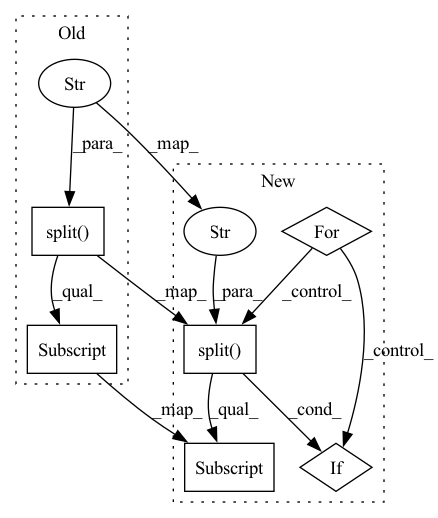 Old
Str
_para_
_map_
New
split()
Str
For
_qual_
_map_
_para_
_control_
Subscript
split()
_control_
_map_
_qual_
_cond_
Subscript
If